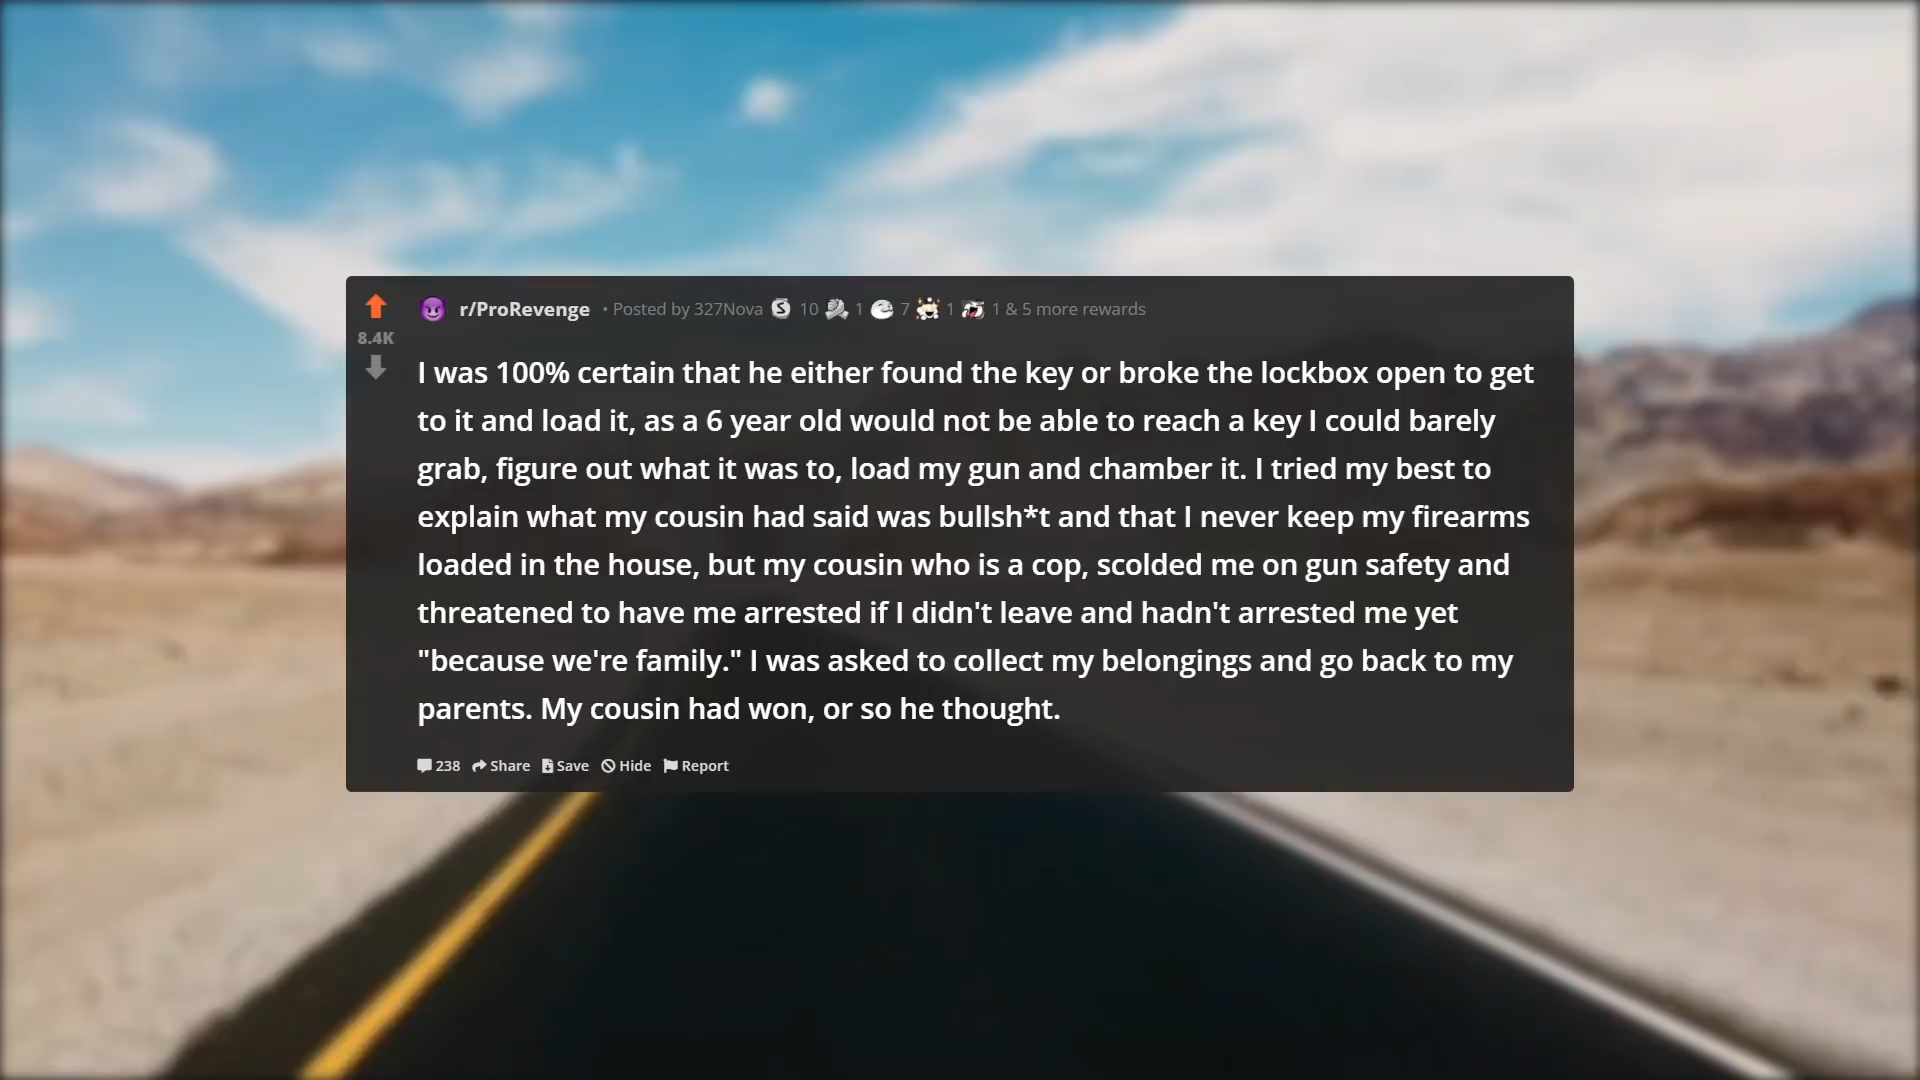 r/ProRevenge • Posted by 327Nova 10 1 7 1 1 & 5 more rewards
8.4K
I was 100% certain that he either found the key or broke the lockbox open to get
to it and load it, as a 6 year old would not be able to reach a key I could barely
grab, figure out what it was to, load my gun and chamber it. I tried my best to
explain what my cousin had said was bullsh*t and that I never keep my firearms
loaded in the house, but my cousin who is a cop, scolded me on gun safety and
threatened to have me arrested if I didn't leave and hadn't arrested me yet
"because we're family." I was asked to collect my belongings and go back to my
parents. My cousin had won, or so he thought.
238 Share Save Hide Report